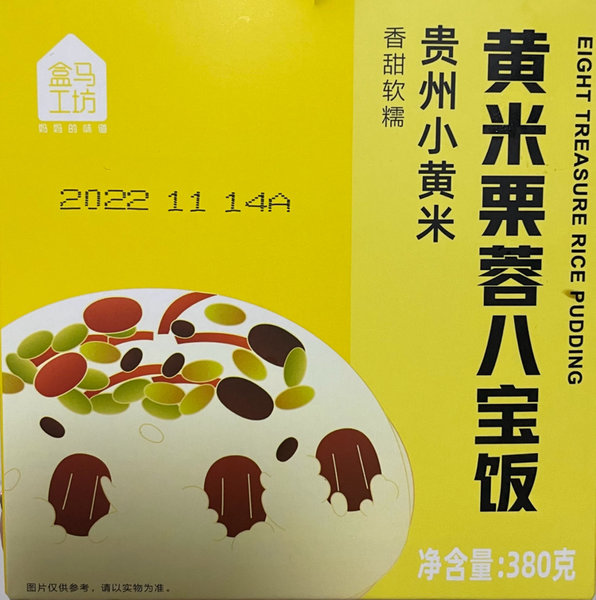 盒马
工坊
妈妈的味道
2022 11 14A
EIGHT TREASURE RICE PUDDING
黄米栗蓉八宝饭
贵州小黄米
香甜软糯
净含量:380克
图片仅供参考，请以实物为准。